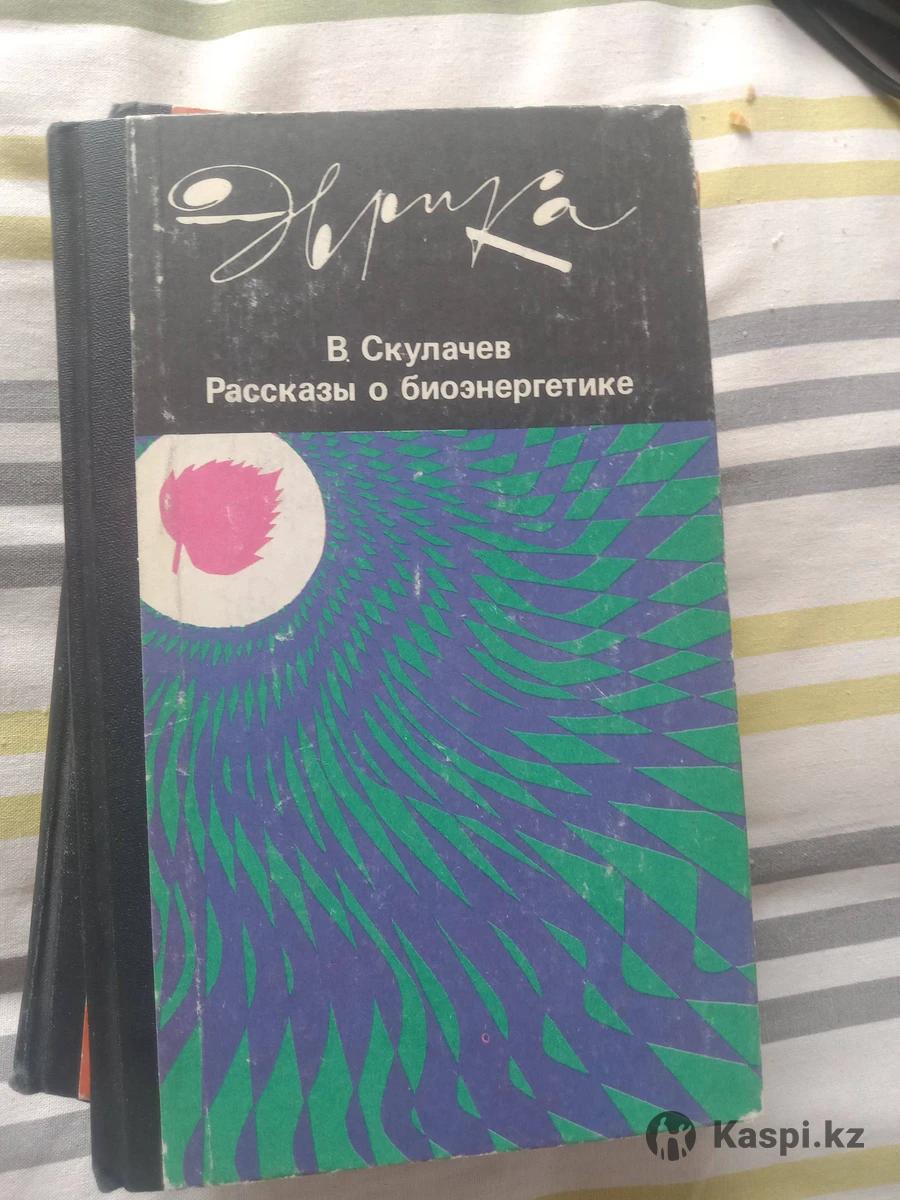 Эврика
В. Скулачев
Рассказы о биоэнергетике
Kaspi.kz